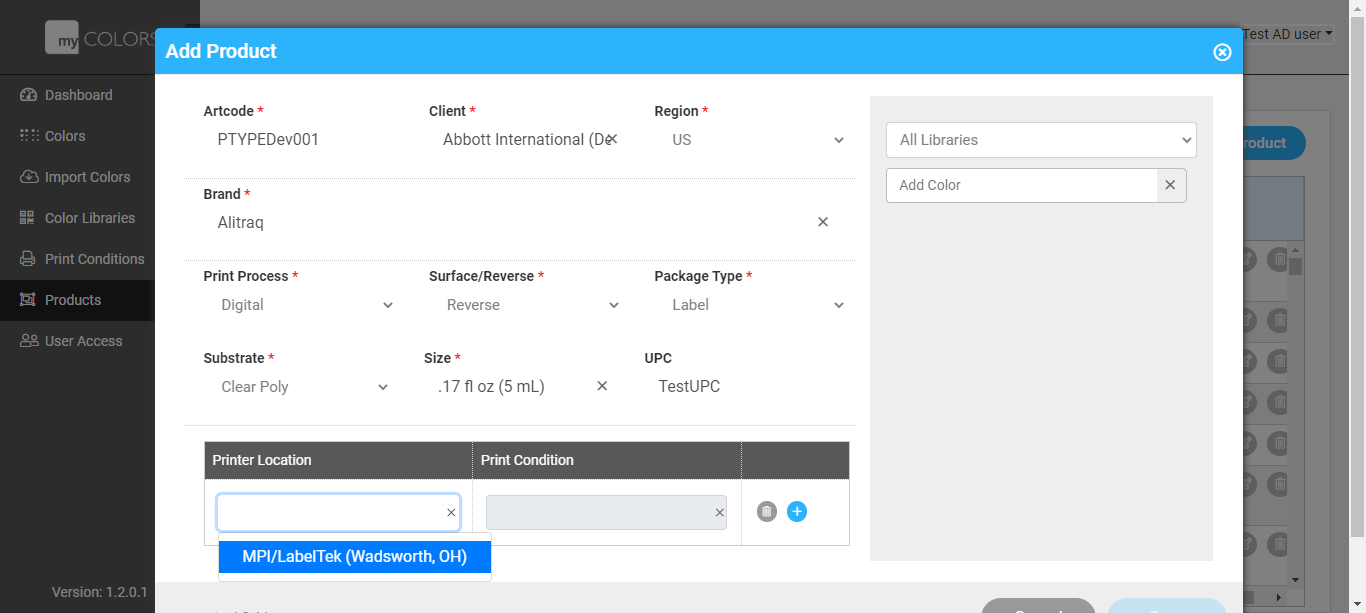 my COLORS
Test AD user
Add Product
Dashboard
Colors
Import Colors
Color Libraries
Print Conditions
Products
User Access
Version: 1.2.0.1
Artcode *
Client *
Region *
PTYPEDev001
Abbott International (De
US
Brand *
Alitraq
Print Process *
Surface/Reverse *
Package Type *
Digital
Reverse
Label
Substrate *
Size *
UPC
Clear Poly
.17 fl oz (5 mL)
TestUPC
Printer Location
Print Condition
MPI/LabelTek (Wadsworth, OH)
All Libraries
Add Color
roduct